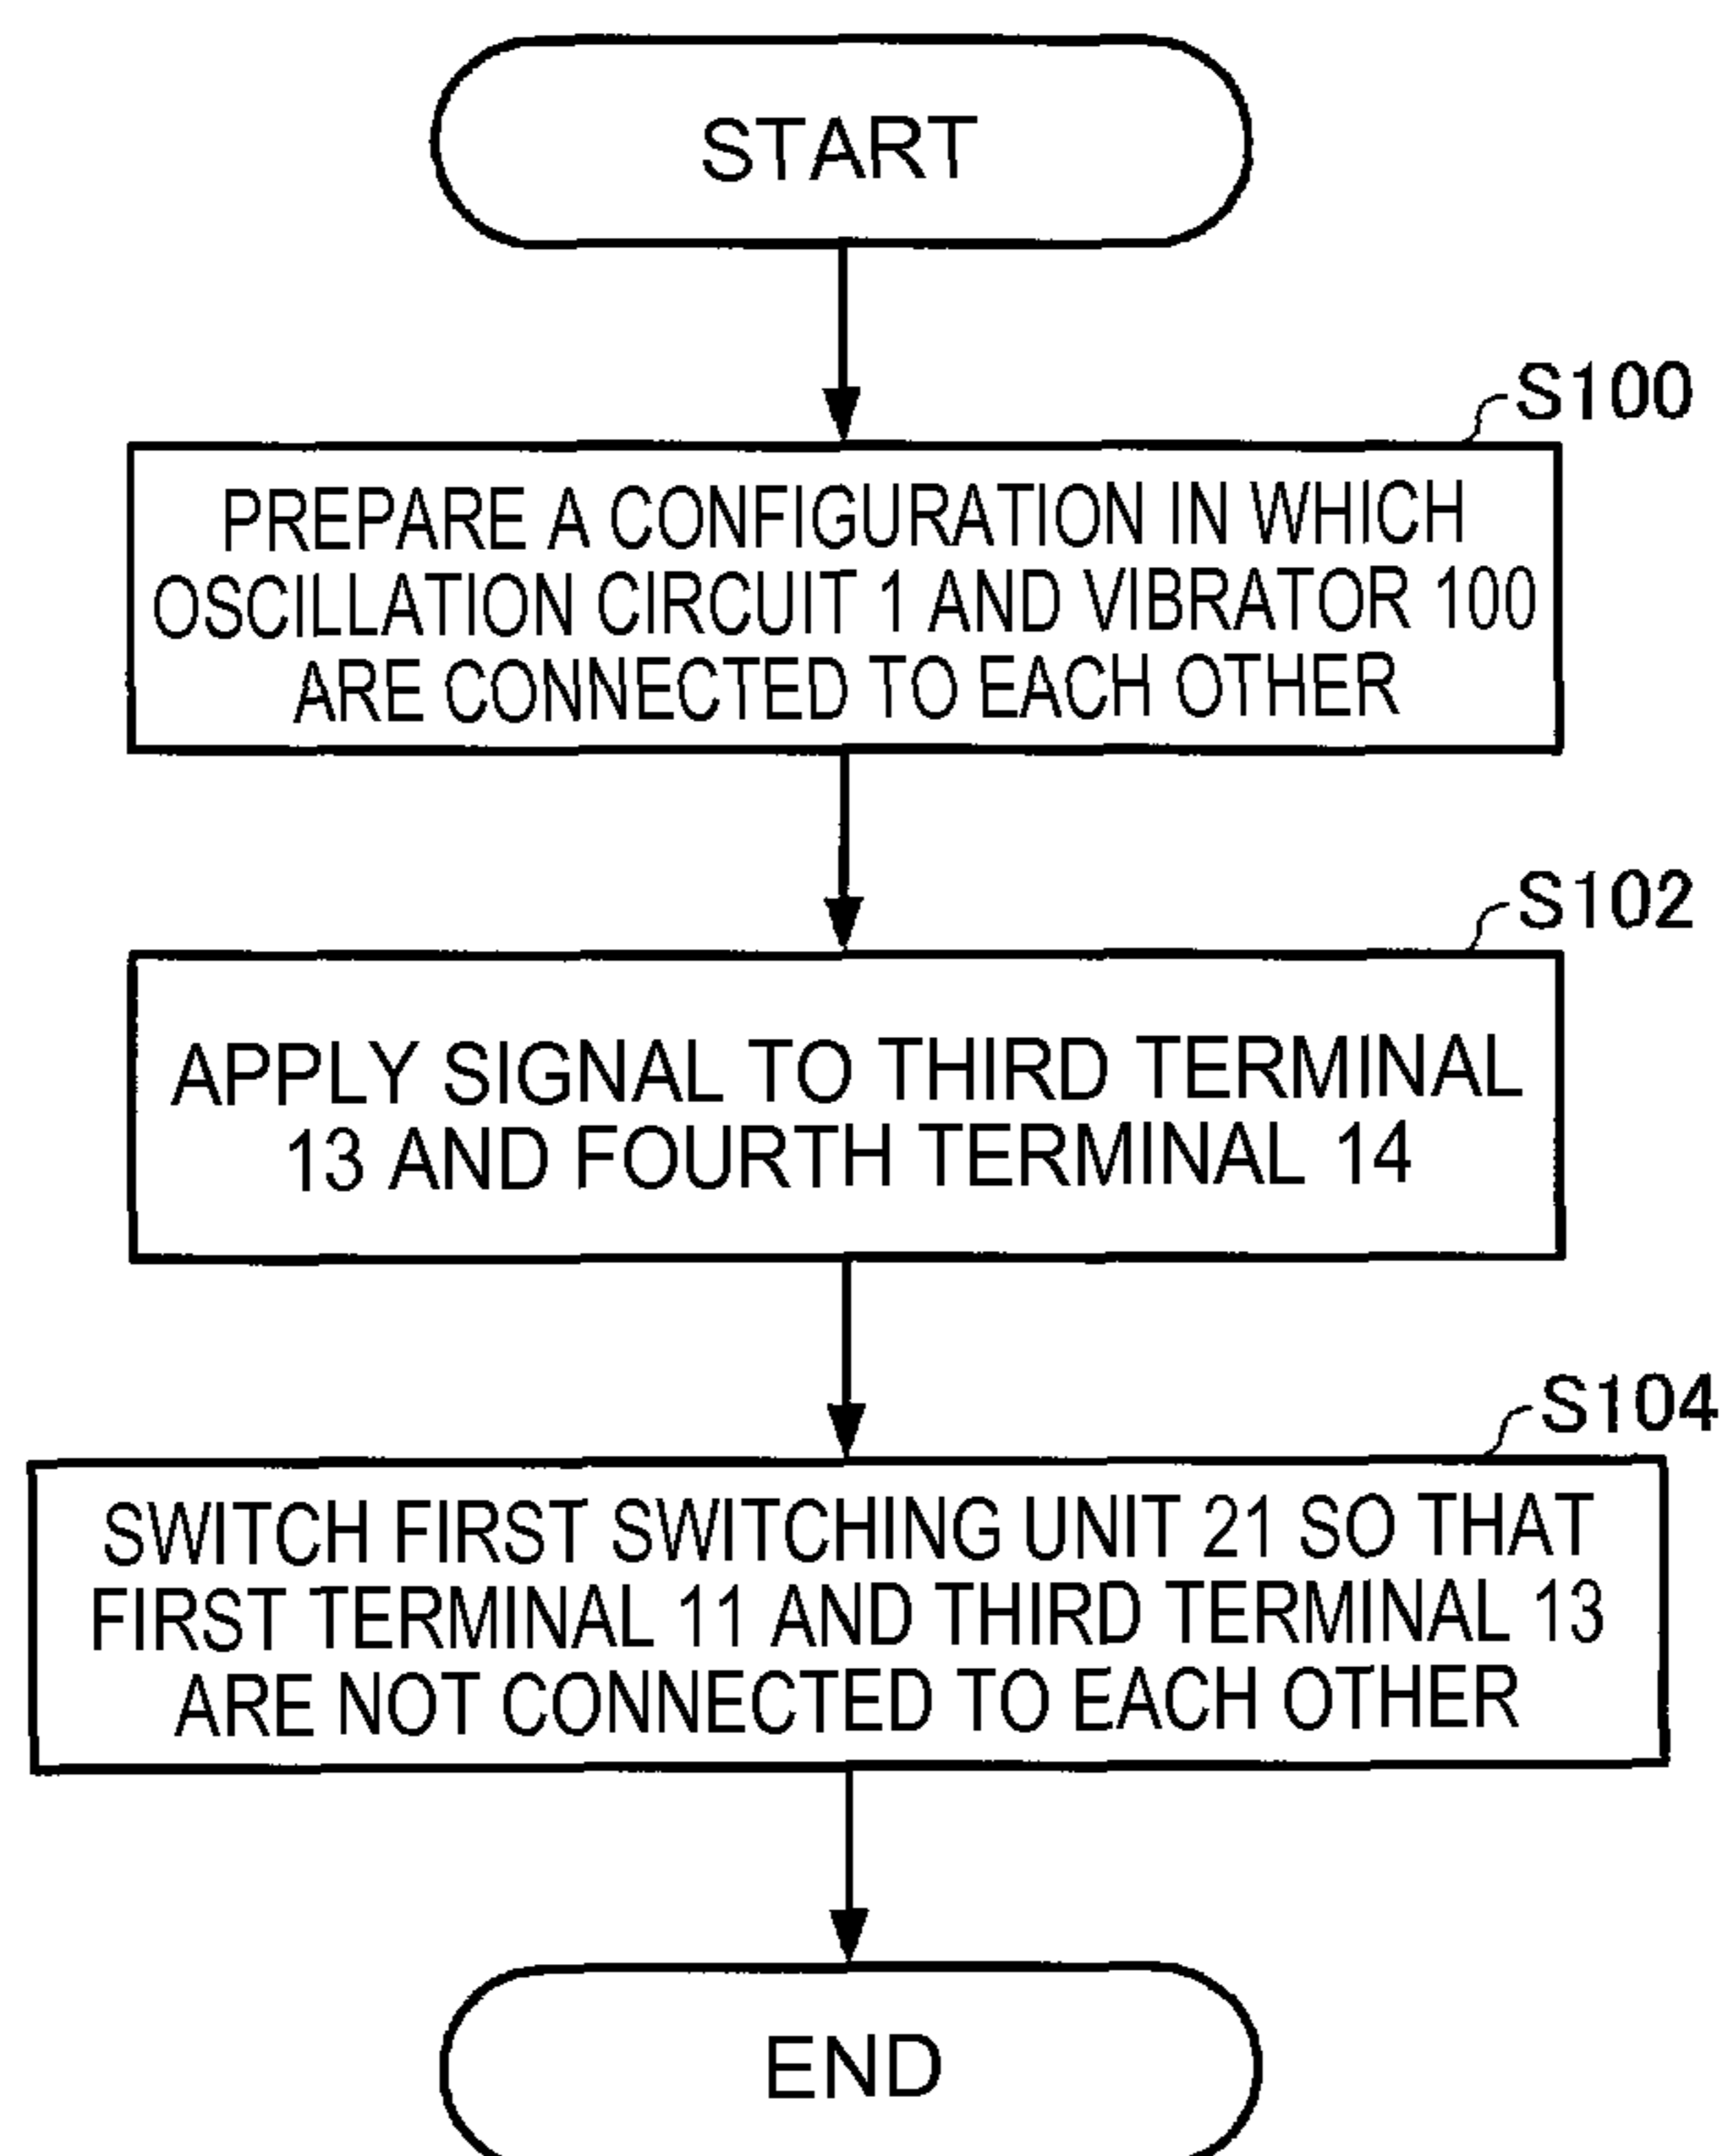 START
S100
PREPARE A CONFIGURATION IN WHICH
OSCILLATION CIRCUIT 1 AND VIBRATOR 100
ARE CONNECTED TO EACH OTHER
S102
APPLY SIGNAL TO THIRD TERMINAL
13 AND FOURTH TERMINAL 14
S104
SWITCH FIRST SWITCHING UNIT 21 SO THAT
FIRST TERMINAL 11 AND THIRD TERMINAL 13
ARE NOT CONNECTED TO EACH OTHER
END